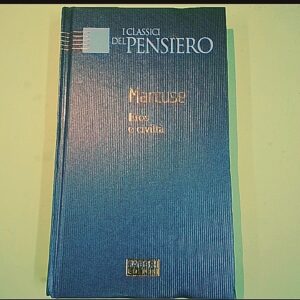 I CLASSICI
DEL PENSIERO
Marcuse
Eros
e civiltà